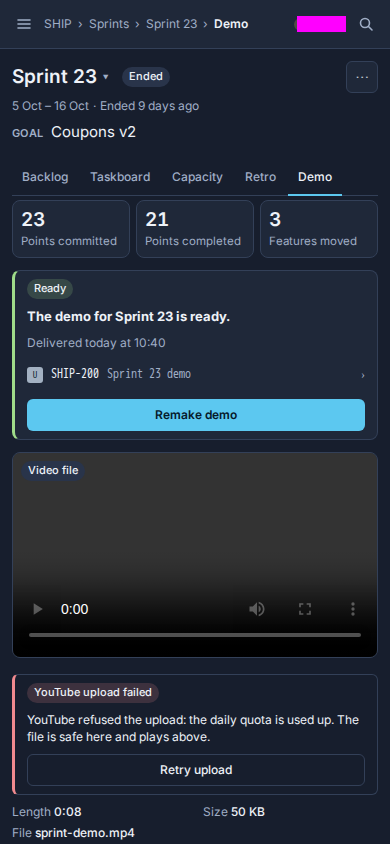 SHIP › Sprints › Sprint 23 › Demo
Sprint 23 ▾ Ended ...
5 Oct – 16 Oct · Ended 9 days ago
GOAL Coupons v2
Backlog Taskboard Capacity Retro Demo
23 21 3
Points committed Points completed Features moved
Ready
The demo for Sprint 23 is ready.
Delivered today at 10:40
U SHIP-200 Sprint 23 demo ›
Remake demo
Video file
0:00
YouTube upload failed
YouTube refused the upload: the daily quota is used up. The
file is safe here and plays above.
Retry upload
Length 0:08 Size 50 KB
File sprint-demo.mp4